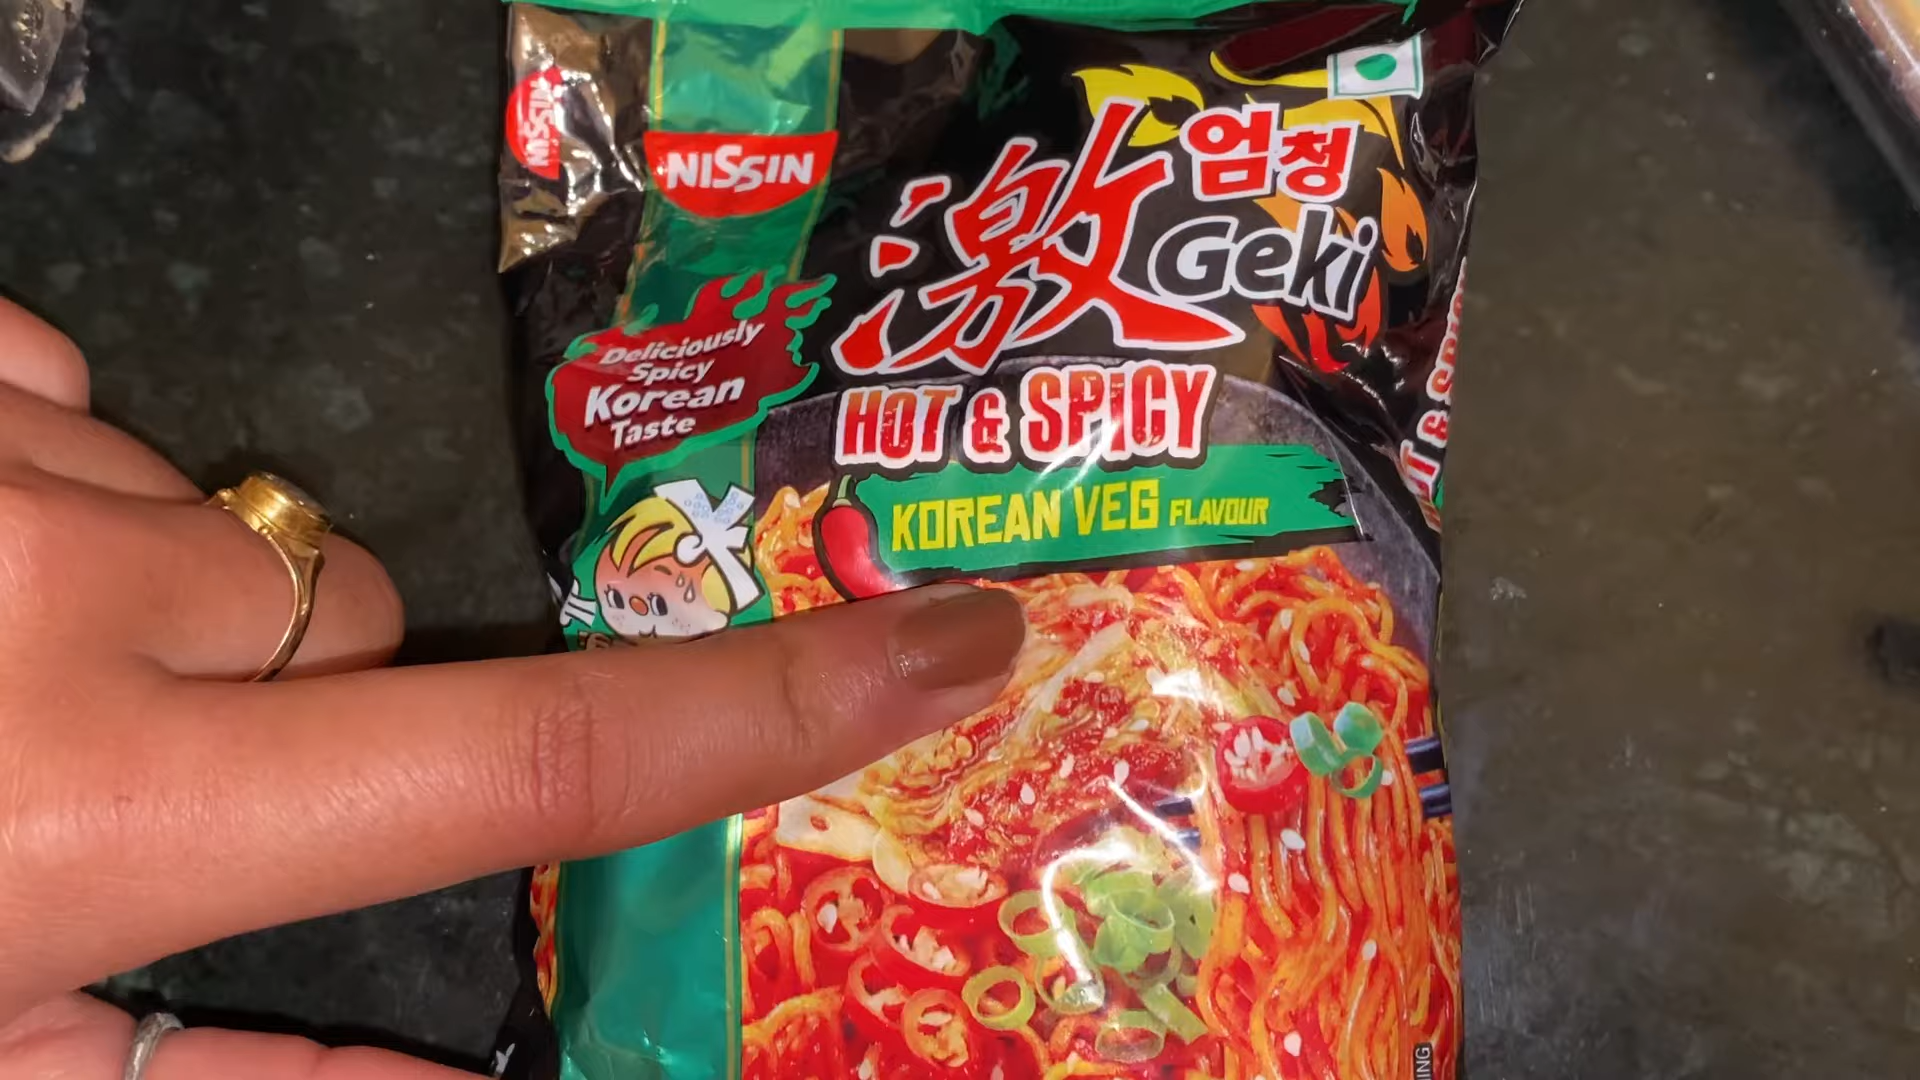 NISSIN
NISSIN
激
엄청
Geki
Deliciously
Spicy
Korean
Taste
HOT & SPICY
KOREAN VEG FLAVOUR